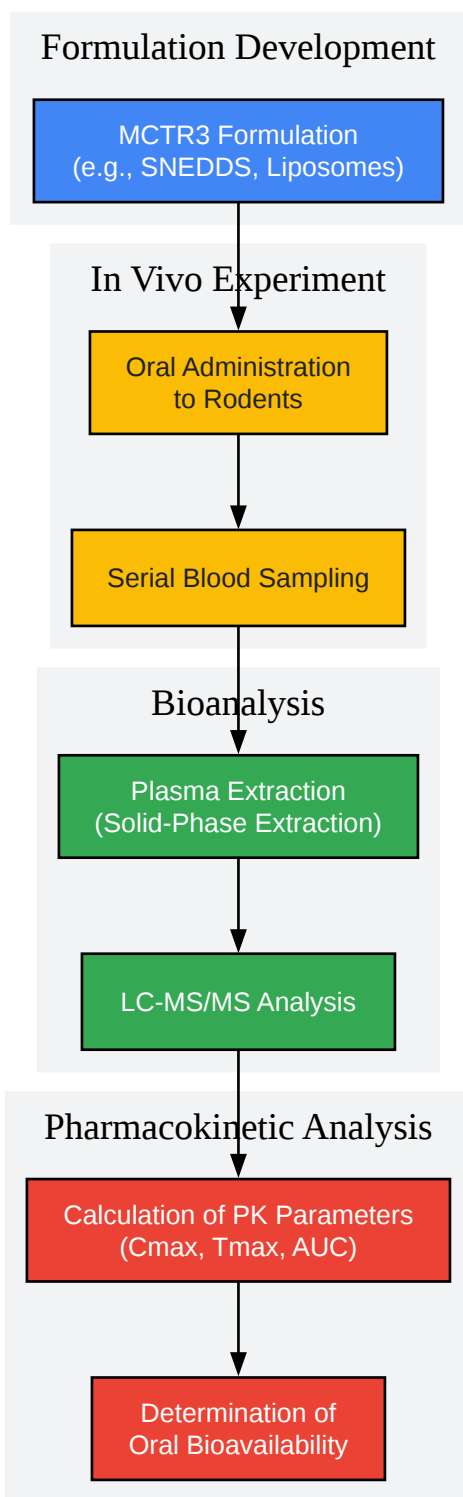 Formulation Development
MCTR3 Formulation
(e.g., SNEDDS, Liposomes)
In Vivo Experiment
Oral Administration
to Rodents
Serial Blood Sampling
Bioanalysis
Plasma Extraction
(Solid-Phase Extraction)
LC-MS/MS Analysis
Pharmacokinetic Analysis
Calculation of PK Parameters
(Cmax, Tmax, AUC)
Determination of
Oral Bioavailability